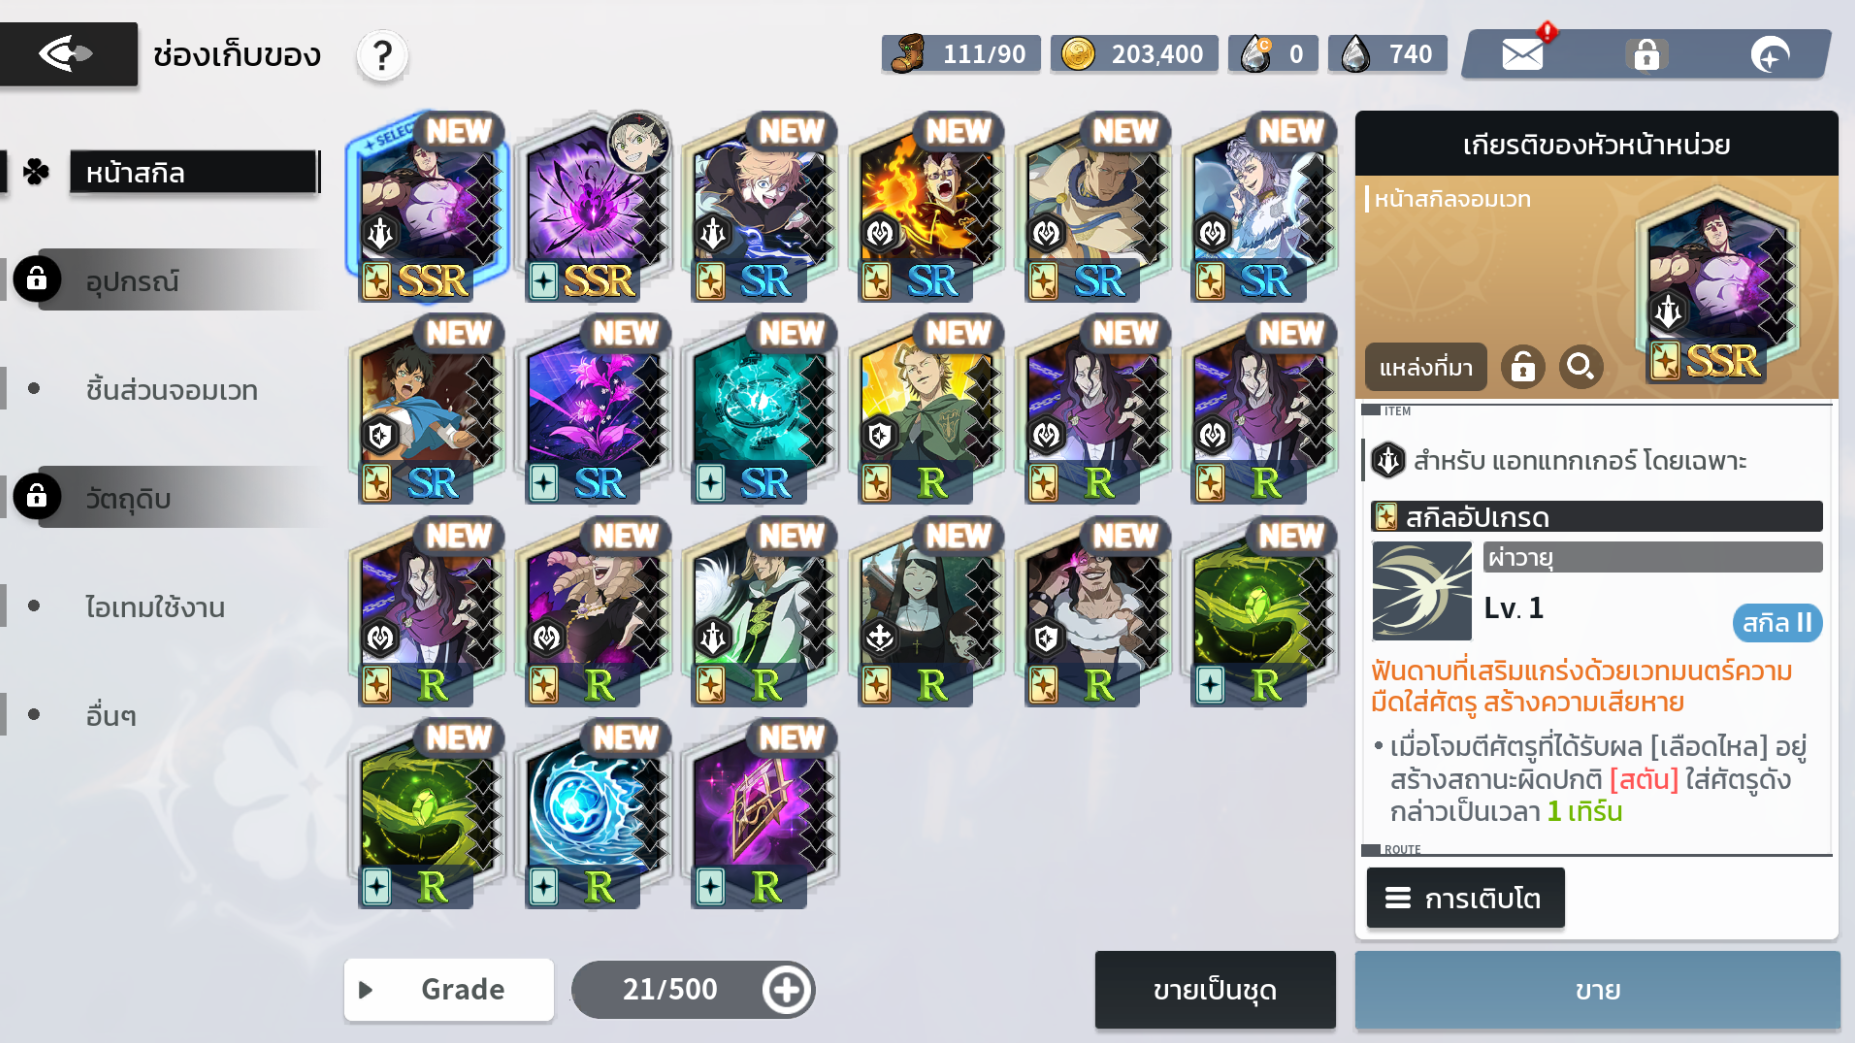 ช่องเก็บของ
?
111/90
203,400
0
740
หน้าสกิล
อุปกรณ์
ชิ้นส่วนจอมเวท
วัตถุดิบ
ไอเทมใช้งาน
อื่นๆ
SELECT NEW
NEW NEW NEW NEW
SSR SSR SR SR SR SR
NEW NEW NEW NEW NEW NEW
SR SR SR R R R
NEW NEW NEW NEW NEW NEW
R R R R R R
NEW NEW NEW
R R R
Grade
21/500
ขายเป็นชุด
ขาย
เกียรติของหัวหน้าหน่วย
หน้าสกิลจอมเวท
แหล่งที่มา
SSR
ITEM
สำหรับ แอทแทกเกอร์ โดยเฉพาะ
สกิลอัปเกรด
ผ่าวายุ
Lv. 1
สกิล II
ฟันดาบที่เสริมแกร่งด้วยเวทมนตร์ความ
มืดใส่ศัตรู สร้างความเสียหาย
• เมื่อโจมตีศัตรูที่ได้รับผล [เลือดไหล] อยู่
สร้างสถานะผิดปกติ [สตัน] ใส่ศัตรูดัง
กล่าวเป็นเวลา 1 เทิร์น
ROUTE
การเติบโต